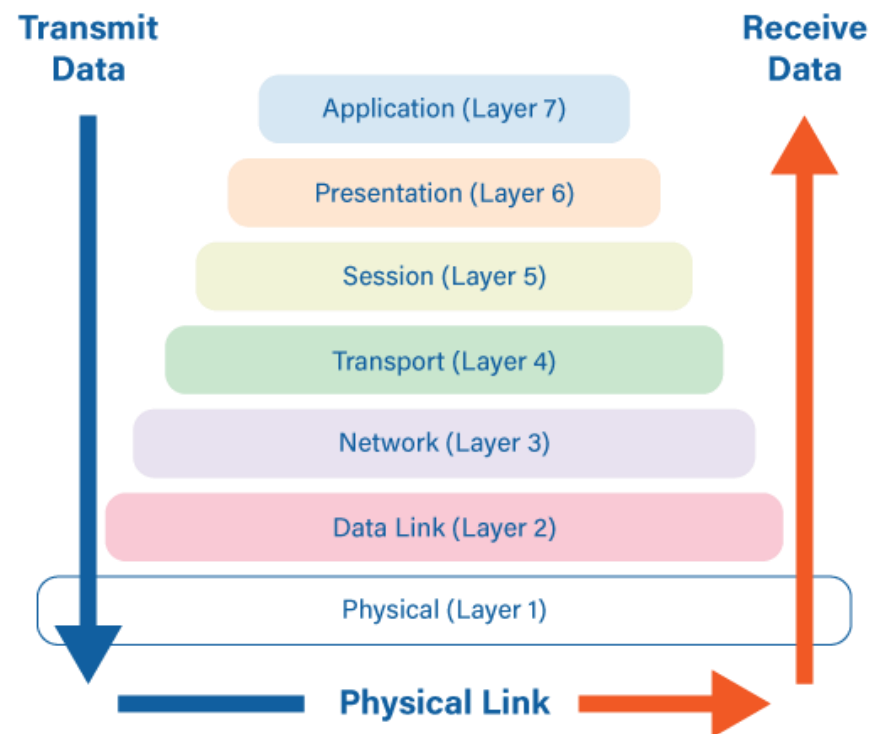 Transmit
Data
Receive
Data
Application (Layer 7)
Presentation (Layer 6)
Session (Layer 5)
Transport (Layer 4)
Network (Layer 3)
Data Link (Layer 2)
Physical (Layer 1)
Physical Link